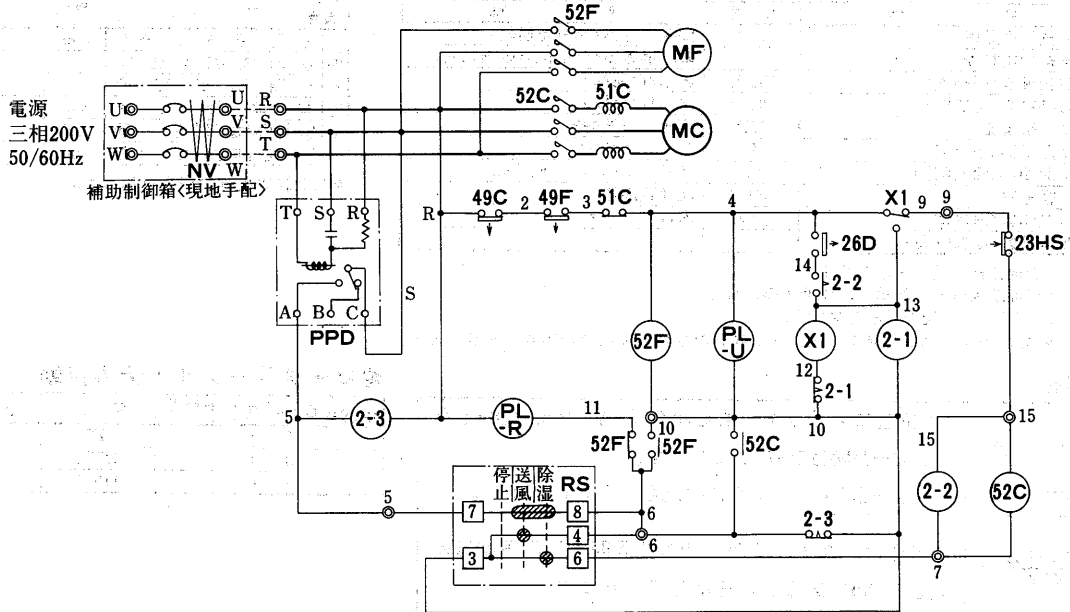 52F
MF
電源
三相200V
50/60Hz
U U R
V V S
W W T
NV
補助制御箱〈現地手配〉
52C 51C
MC
T S R
A B C
PPD
S
R 49C 2 49F 3 51C 4 X1 9 9
26D
14
2-2
13
23HS
52F
PL-U
X1
2-1
12
2-1
5 2-3 PL-R 11
10 10
52F 52F 52C
15 15
2-2 52C
停止 送風 除湿 RS
5 7 8 6
4 6 2-3
3 6 7